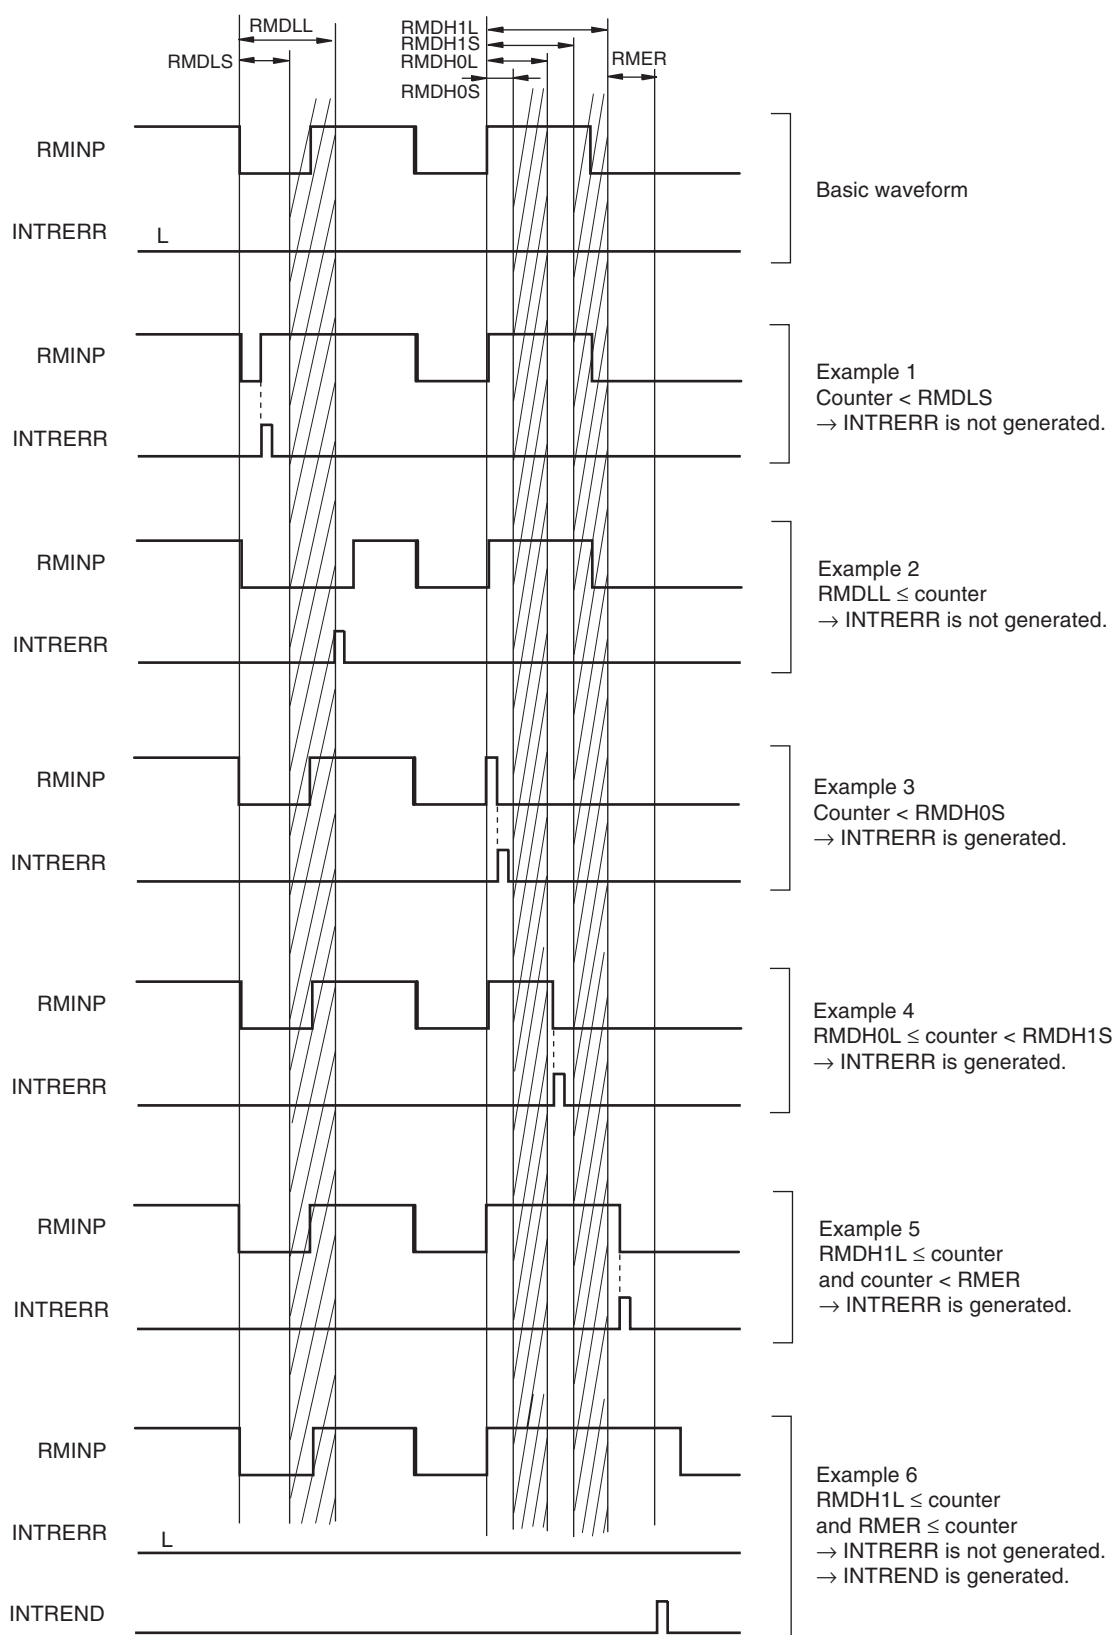 RMDLL
RMDLS
RMDH1L
RMDH1S
RMDH0L
RMDH0S
RMER
RMINP
INTRERR
L
Basic waveform
RMINP
INTRERR
Example 1
Counter < RMDLS
→ INTRERR is not generated.
RMINP
INTRERR
Example 2
RMDLL ≤ counter
→ INTRERR is not generated.
RMINP
INTRERR
Example 3
Counter < RMDH0S
→ INTRERR is generated.
RMINP
INTRERR
Example 4
RMDH0L ≤ counter < RMDH1S
→ INTRERR is generated.
RMINP
INTRERR
Example 5
RMDH1L ≤ counter
and counter < RMER
→ INTRERR is generated.
RMINP
INTRERR
L
INTREND
Example 6
RMDH1L ≤ counter
and RMER ≤ counter
→ INTRERR is not generated.
→ INTREND is generated.